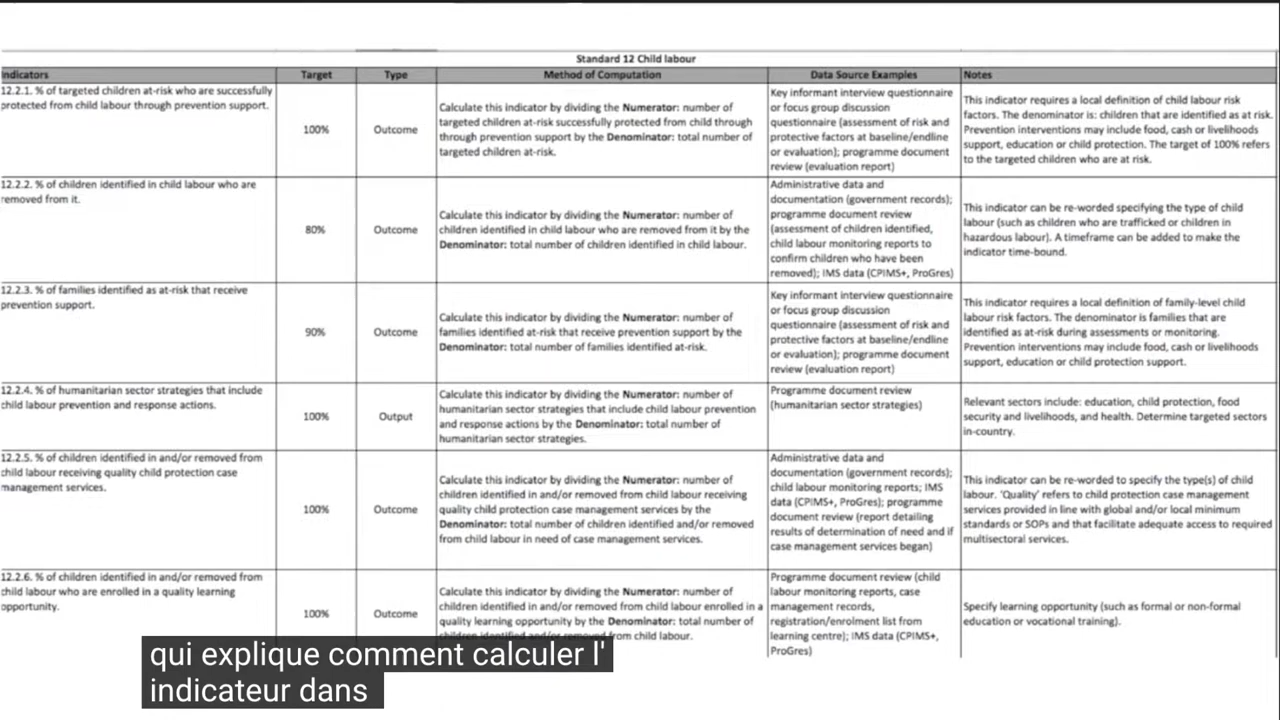 Standard 12 Child labour
Indicators Target Type Method of Computation Data Source Examples Notes
12.2.1. % of targeted children at-risk who are successfully
protected from child labour through prevention support.
100%
Outcome
Calculate this indicator by dividing the Numerator: number of
targeted children at-risk successfully protected from child through
through prevention support by the Denominator: total number of
targeted children at-risk.
Key informant interview questionnaire
or focus group discussion
questionnaire (assessment of risk and
protective factors at baseline/endline
or evaluation); programme document
review (evaluation report)
This indicator requires a local definition of child labour risk
factors. The denominator is: children that are identified as at risk.
Prevention interventions may include food, cash or livelihoods
support, education or child protection. The target of 100% refers
to the targeted children who are at risk.
12.2.2. % of children identified in child labour who are
removed from it.
80%
Outcome
Calculate this indicator by dividing the Numerator: number of
children identified in child labour who are removed from it by the
Denominator: total number of children identified in child labour.
Administrative data and
documentation (government records);
programme document review
(assessment of children identified,
child labour monitoring reports to
confirm children who have been
removed); IMS data (CPIMS+, ProGres)
This indicator can be re-worded specifying the type of child
labour (such as children who are trafficked or children in
hazardous labour). A timeframe can be added to make the
indicator time-bound.
12.2.3. % of families identified as at-risk that receive
prevention support.
90%
Outcome
Calculate this indicator by dividing the Numerator: number of
families identified at-risk that receive prevention support by the
Denominator: total number of families identified at-risk.
Key informant interview questionnaire
or focus group discussion
questionnaire (assessment of risk and
protective factors at baseline/endline
or evaluation); programme document
review (evaluation report)
This indicator requires a local definition of family-level child
labour risk factors. The denominator is families that are
identified as at-risk during assessments or monitoring.
Prevention interventions may include food, cash or livelihoods
support, education or child protection support.
12.2.4. % of humanitarian sector strategies that include
child labour prevention and response actions.
100%
Output
Calculate this indicator by dividing the Numerator: number of
humanitarian sector strategies that include child labour prevention
and response actions by the Denominator: total number of
humanitarian sector strategies.
Programme document review
(humanitarian sector strategies)
Relevant sectors include: education, child protection, food
security and livelihoods, and health. Determine targeted sectors
in-country.
12.2.5. % of children identified in and/or removed from
child labour receiving quality child protection case
management services.
100%
Outcome
Calculate this indicator by dividing the Numerator: number of
children identified in and/or removed from child labour receiving
quality child protection case management services by the
Denominator: total number of children identified and/or removed
from child labour in need of case management services.
Administrative data and
documentation (government records);
child labour monitoring reports; IMS
data (CPIMS+, ProGres); programme
document review (report detailing
results of determination of need and if
case management services began)
This indicator can be re-worded to specify the type(s) of child
labour. 'Quality' refers to child protection case management
services provided in line with global and/or local minimum
standards or SOPs and that facilitate adequate access to required
multisectoral services.
12.2.6. % of children identified in and/or removed from
child labour who are enrolled in a quality learning
opportunity.
100%
Outcome
Calculate this indicator by dividing the Numerator: number of
children identified in and/or removed from child labour enrolled in a
quality learning opportunity by the Denominator: total number of
children identified and/or removed from child labour.
Programme document review (child
labour monitoring reports, case
management records,
registration/enrolment list from
learning centre); IMS data (CPIMS+,
ProGres)
Specify learning opportunity (such as formal or non-formal
education or vocational training).
qui explique comment calculer l'
indicateur dans